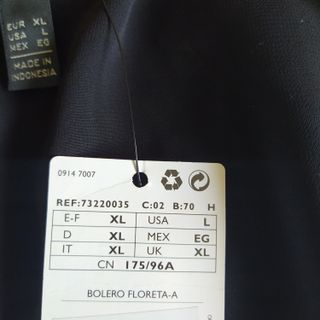 EUR XL
USA L
MEX EG
MADE IN
INDONESIA
0914 7007
REF:73220035 C:02 B:70 H
E-F XL USA L
D XL MEX EG
IT XL UK XL
CN 175/96A
BOLERO FLORETA-A